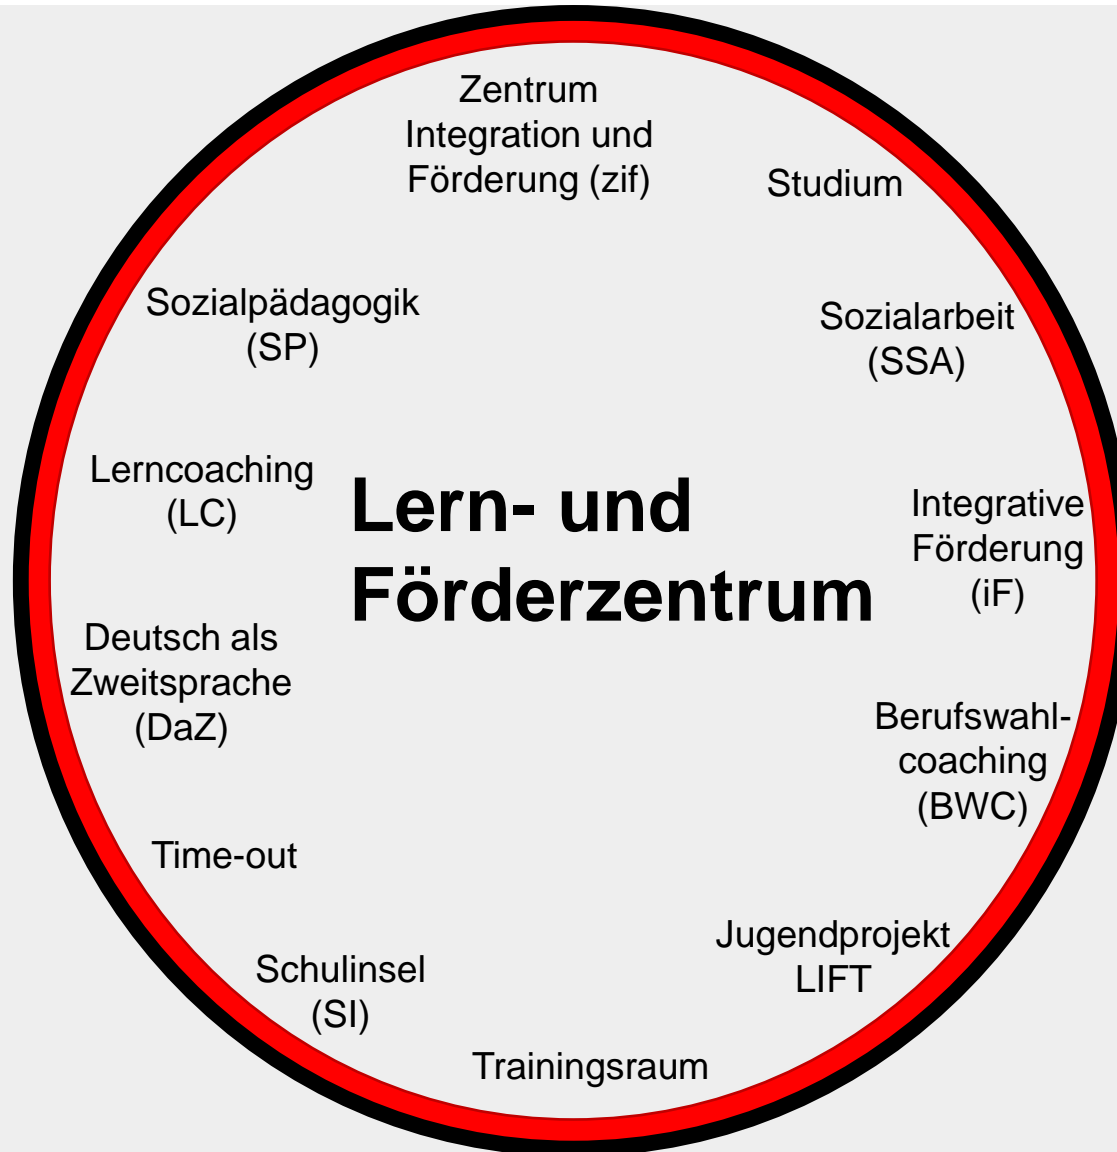 Zentrum
Integration und
Förderung (zif)
Studium
Sozialpädagogik
(SP)
Sozialarbeit
(SSA)
Lerncoaching
(LC)
Lern- und
Förderzentrum
Integrative
Förderung
(iF)
Deutsch als
Zweitsprache
(DaZ)
Berufswahl-
coaching
(BWC)
Time-out
Jugendprojekt
LIFT
Schulinsel
(SI)
Trainingsraum